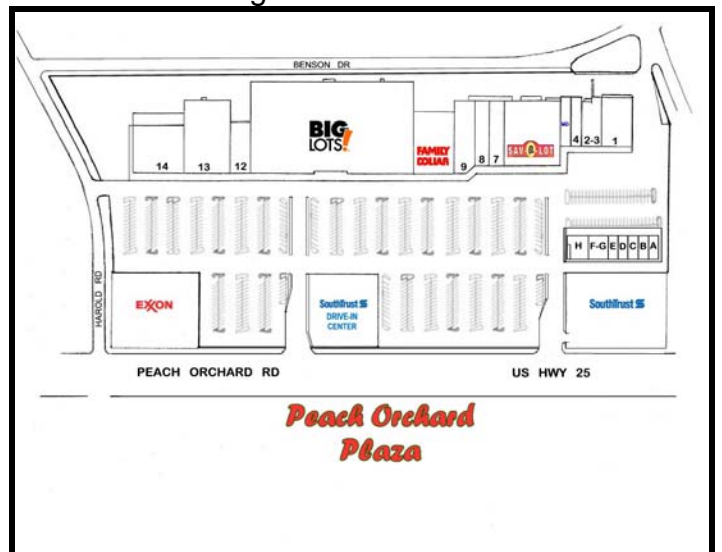 BENSON DR
BIG
LOTS!
FAMILY
DOLLAR
SAV A LOT
4
2-3
1
14
13
12
9
8
7
H F-G E D C B A
HAROLD RD
EXXON
SouthTrust
DRIVE-IN
CENTER
SouthTrust
PEACH ORCHARD RD
US HWY 25
Peach Orchard
Plaza